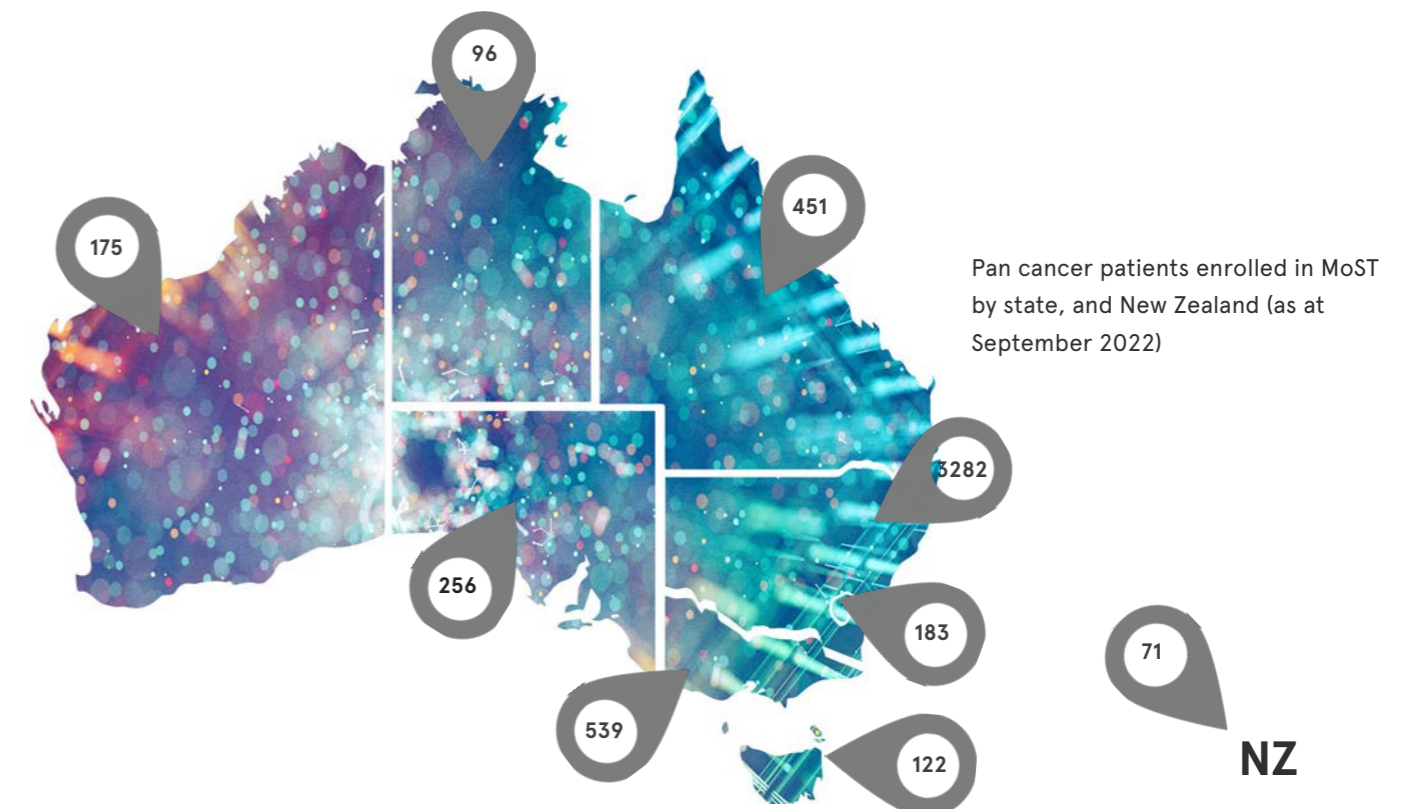 96
451
175
Pan cancer patients enrolled in MoST
by state, and New Zealand (as at
September 2022)
3282
256
183
71
539
122
NZ